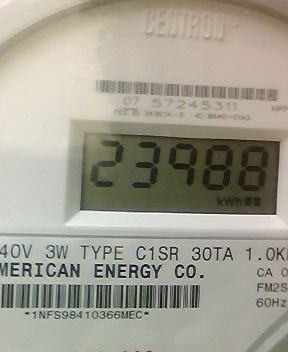 CENTRON
07 57245311
23988
kWh
40V 3W TYPE C1SR 30TA 1.0K
MERICAN ENERGY CO.
CA 0
FM2S
60Hz
*1NFS98410366MEC*